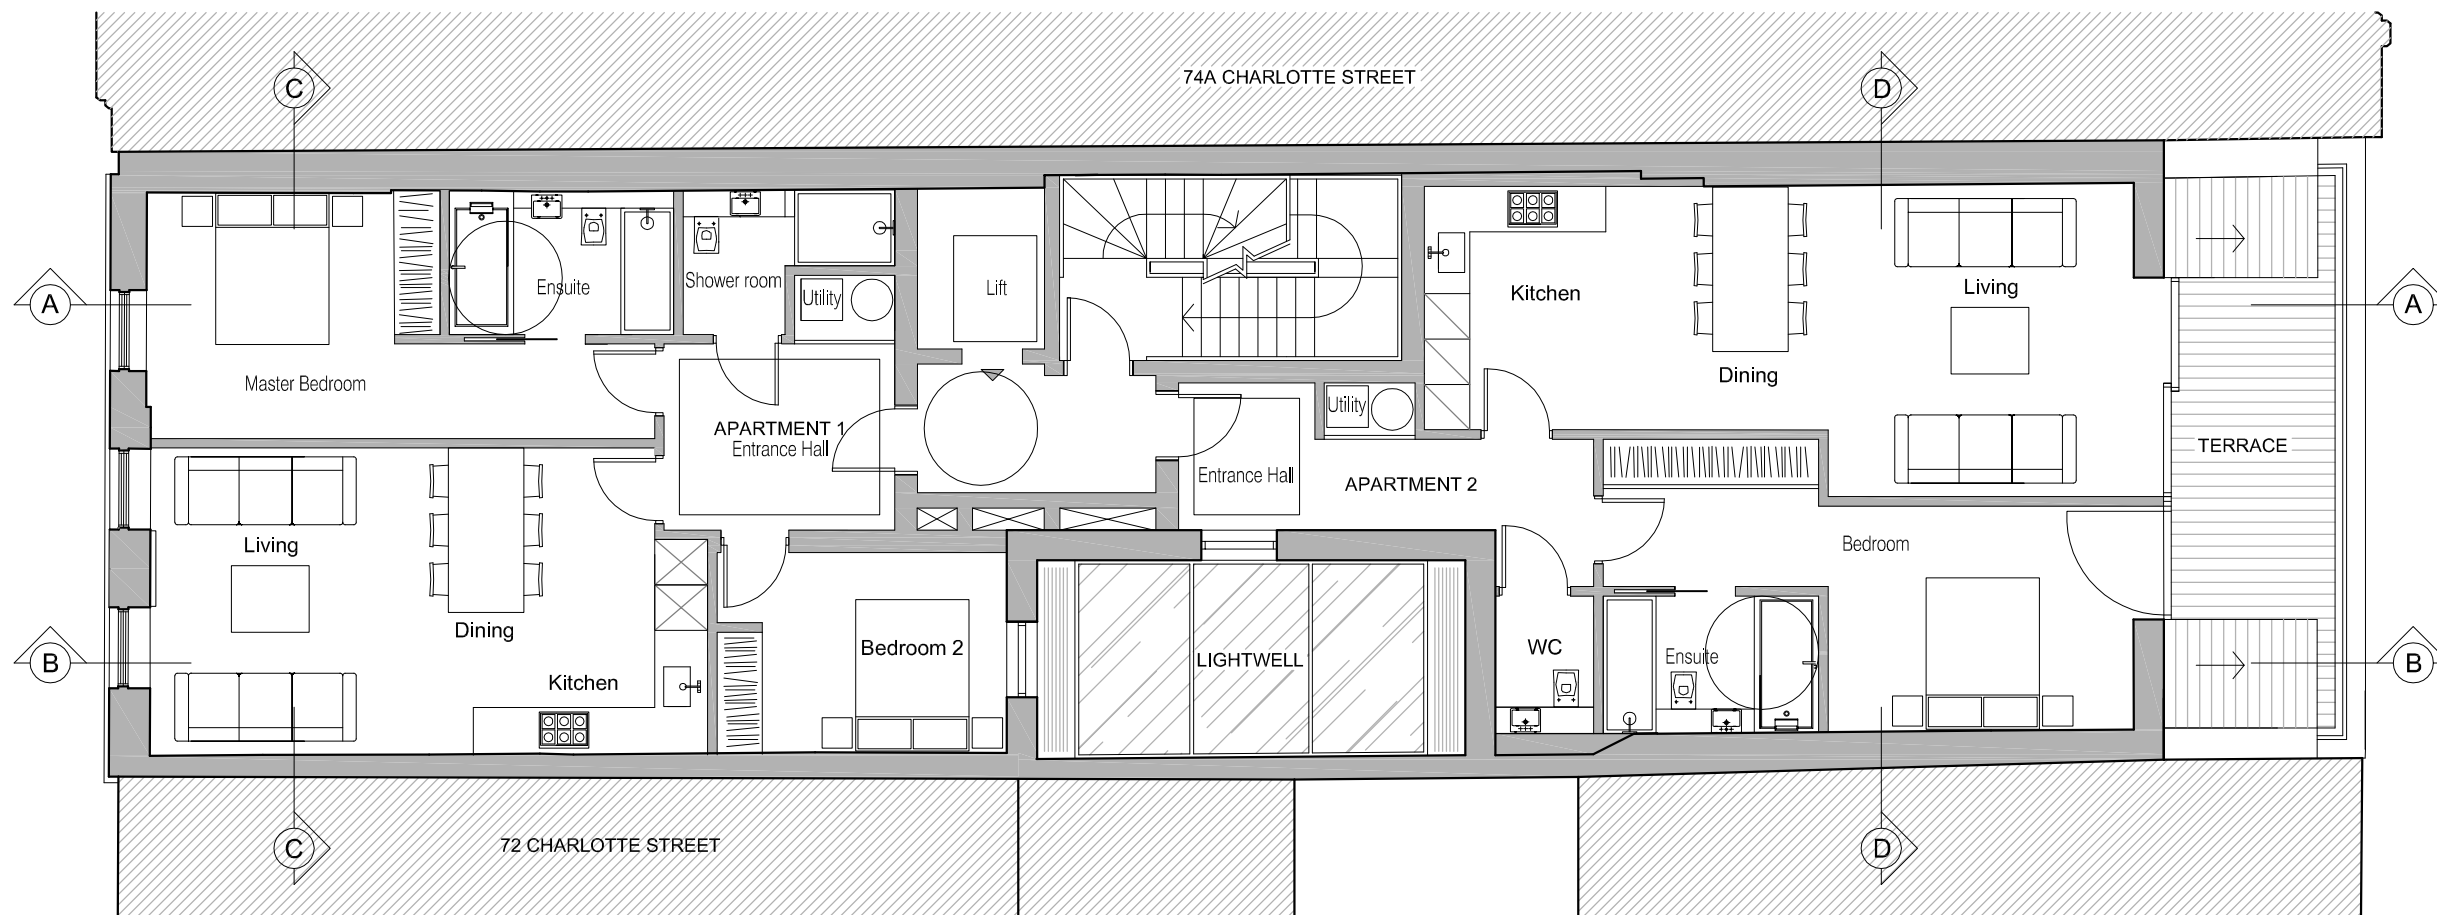 74A CHARLOTTE STREET
C
D
Ensuite
Shower room
Utility
Lift
Kitchen
Living
A
A
Master Bedroom
Dining
APARTMENT 1
Entrance Hall
Utility
TERRACE
Entrance Hall
APARTMENT 2
Living
Bedroom
Dining
Bedroom 2
WC
Ensuite
LIGHTWELL
B
B
Kitchen
72 CHARLOTTE STREET
C
D